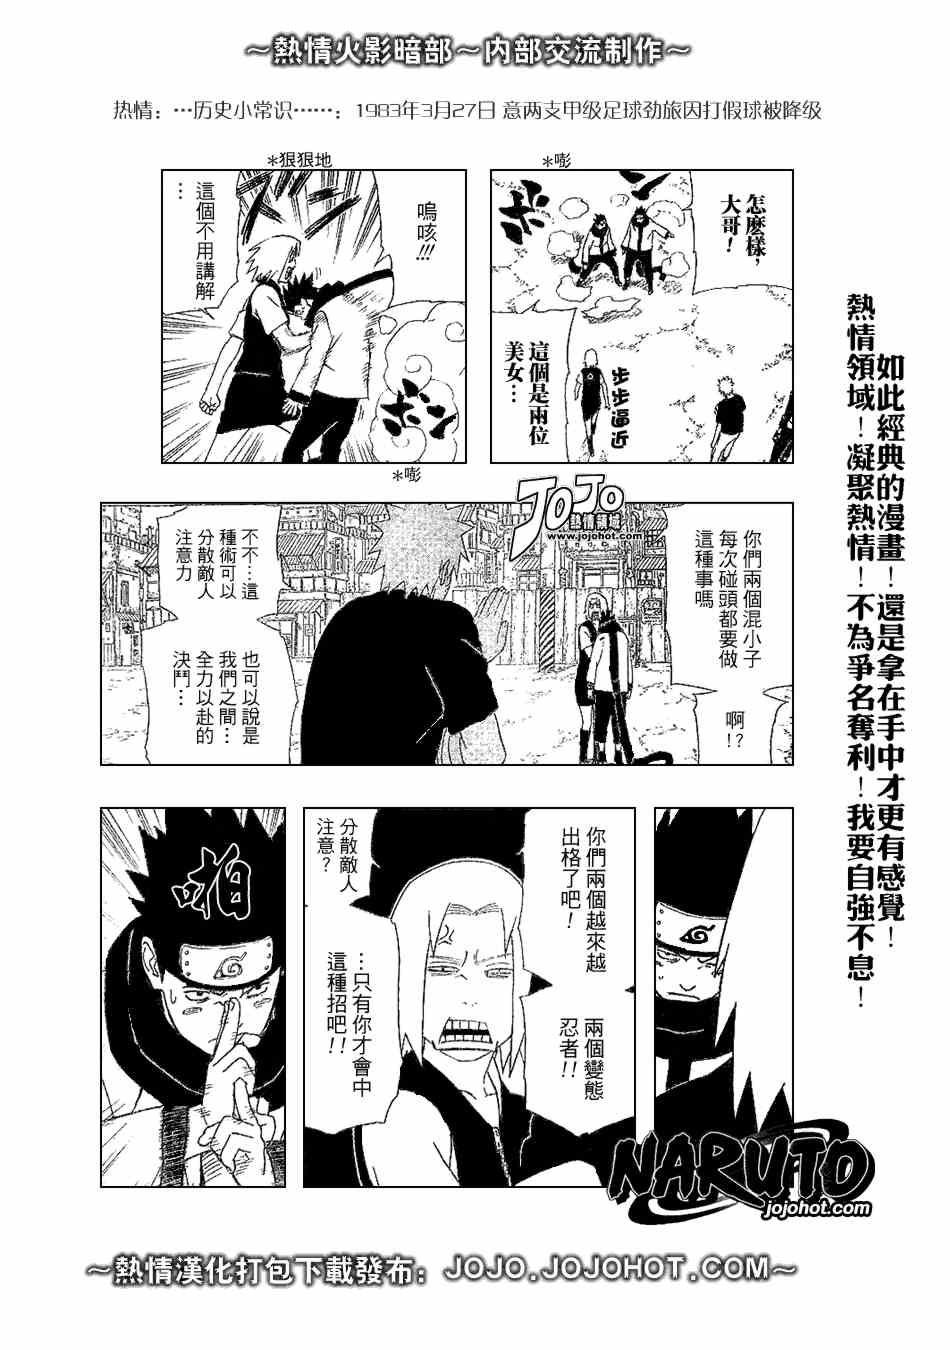 ～熱情火影暗部～内部交流制作～
热情：…历史小常识……：1983年3月27日 意两支甲级足球劲旅因打假球被降级
＊嘭
怎麼樣，
大哥！
這個是兩位
美女…
步步逼近
＊狠狠地
嗚咳!!!
這個不用講解
…
＊嘭
JOJO
熱情領域
www.jojohot.com
你們兩個混小子
每次碰頭都要做
這種事嗎
啊!?
不不…這
種術可以
分散敵人
注意力
也可以說是
我們之間…
全力以赴的
決鬥…
你們兩個越來越
出格了吧！
兩個變態
忍者!!
分散敵人
注意？
…只有你才會中
這種招吧!!
啪
如此經典的漫畫！還是拿在手中才更有感覺！
熱情領域！凝聚熱情！不為爭名奪利！我要自強不息！
NARUTO
jojohot.com
～熱情漢化打包下載發布：JOJO.JOJOHOT.COM～